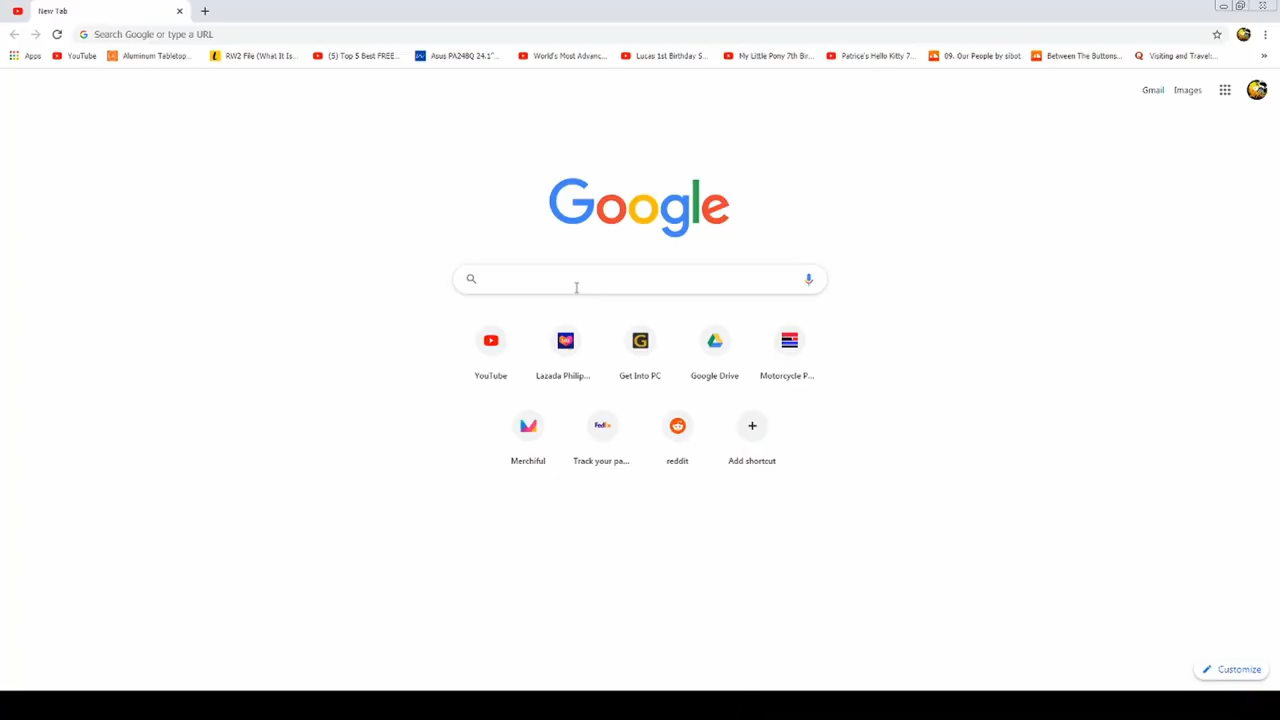 New Tab
Search Google or type a URL
Apps YouTube Aluminum Tabletop... RW2 File (What It Is... (5) Top 5 Best FREE... Asus PA248Q 24.1"... World's Most Advanc... Lucas 1st Birthday S... My Little Pony 7th Bir... Patrice's Hello Kitty 7... 09. Our People by sibot Between The Buttons... Visiting and Travel:... »
Gmail Images
Google
YouTube Lazada Philip... Get Into PC Google Drive Motorcycle P...
FedEx
Merchiful Track your pa... reddit Add shortcut
Customize